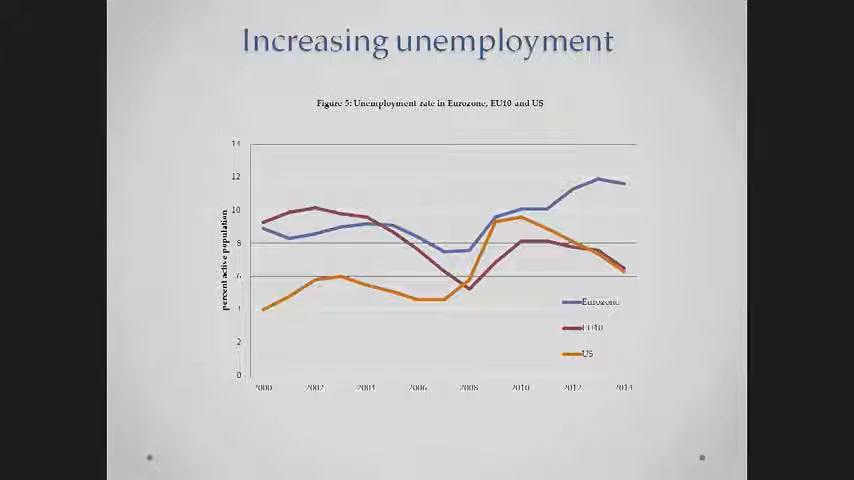 Increasing unemployment
Figure 5: Unemployment rate in Eurozone, EU10 and US
14
12
10
8
6
4
2
0
percent active population
2000 2002 2004 2006 2008 2010 2012 2014
Eurozone
EU10
US